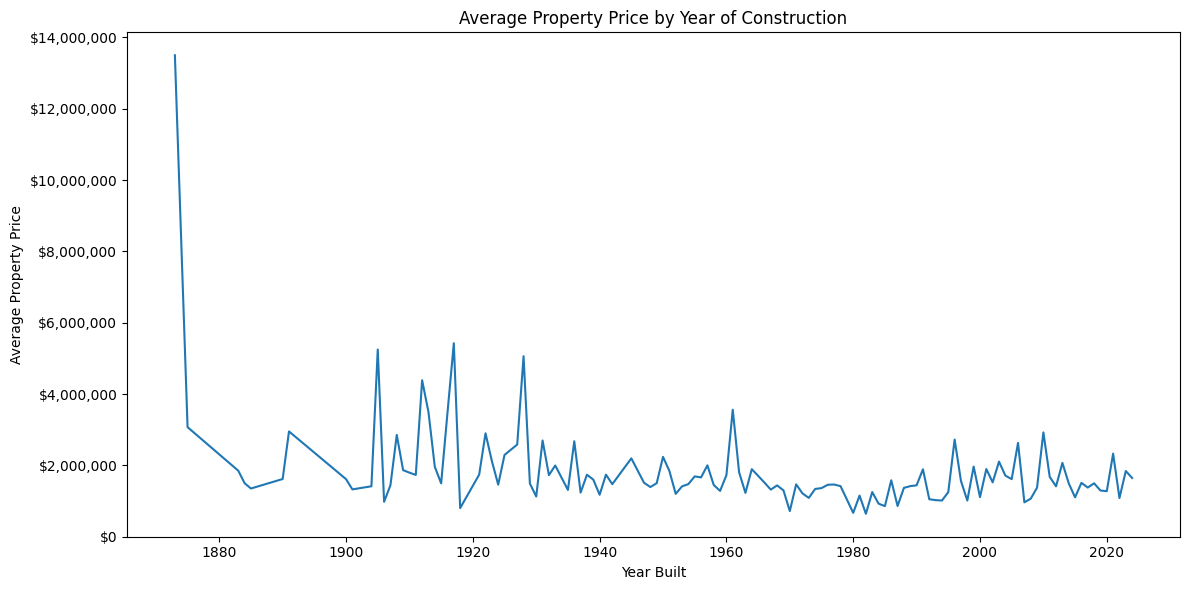 Average Property Price by Year of Construction
$14,000,000
$12,000,000
$10,000,000
$8,000,000
$6,000,000
$4,000,000
$2,000,000
$0
Average Property Price
1880 1900 1920 1940 1960 1980 2000 2020
Year Built